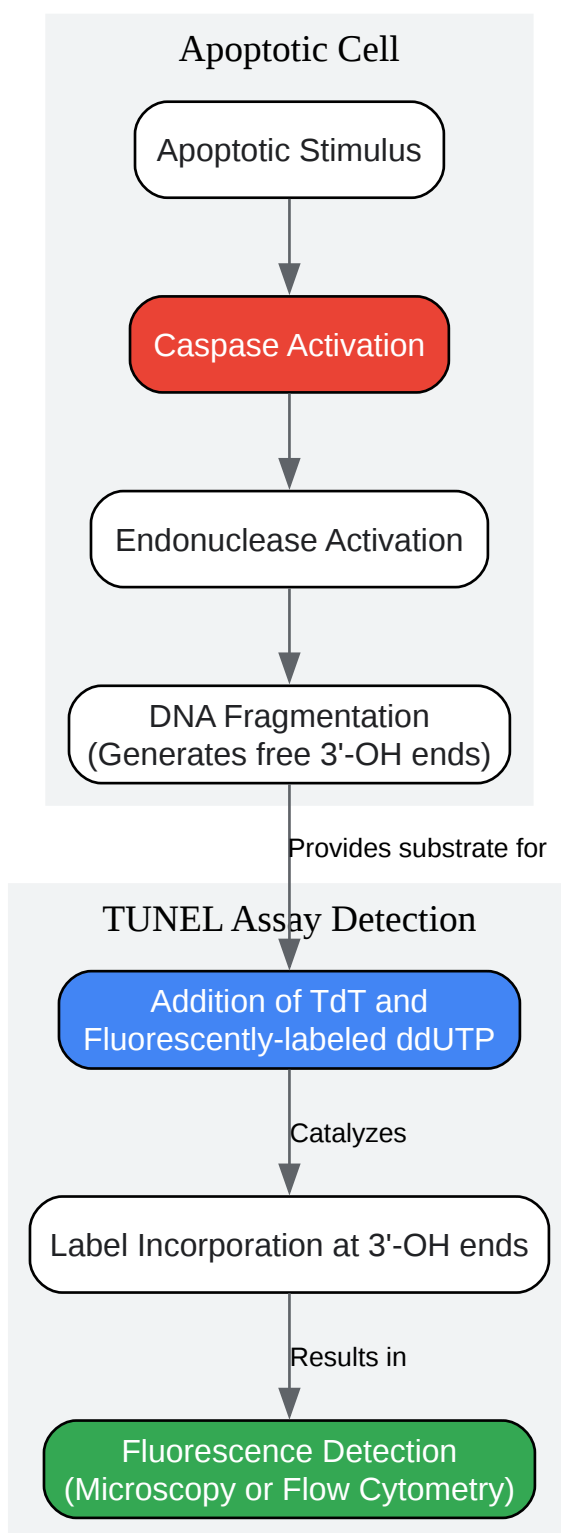 Apoptotic Cell
Apoptotic Stimulus
Caspase Activation
Endonuclease Activation
DNA Fragmentation
(Generates free 3'-OH ends)
Provides substrate for
TUNEL Assay Detection
Addition of TdT and
Fluorescently-labeled ddUTP
Catalyzes
Label Incorporation at 3'-OH ends
Results in
Fluorescence Detection
(Microscopy or Flow Cytometry)